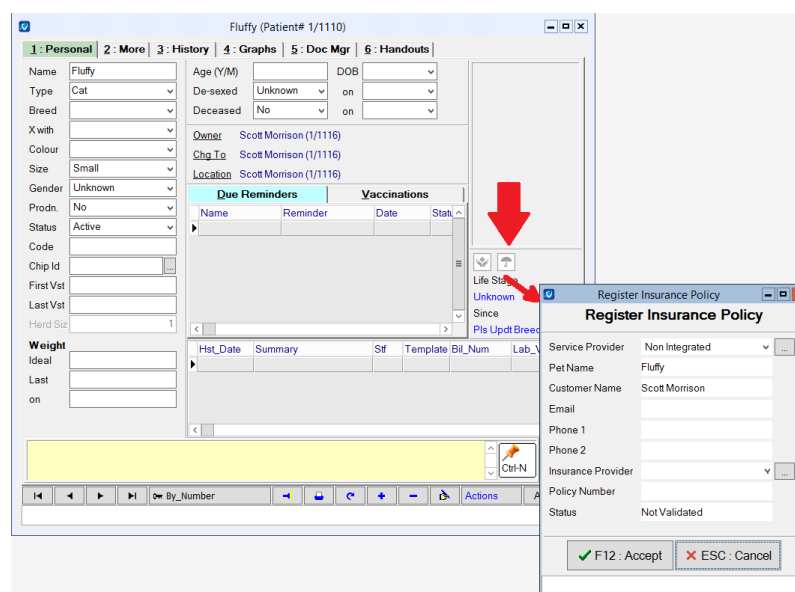 Fluffy (Patient# 1/1110)
1 : Personal 2 : More 3 : History 4 : Graphs 5 : Doc Mgr 6 : Handouts
Name Fluffy Age (Y/M) DOB
Type Cat De-sexed Unknown on
Breed Deceased No on
X with
Colour Owner Scott Morrison (1/1116)
Chg To Scott Morrison (1/1116)
Size Small Location Scott Morrison (1/1116)
Gender Unknown Due Reminders Vaccinations
Prodn. No Name Reminder Date Statu
Status Active
Code
Chip Id ...
First Vst Life Stage
Last Vst Unknown
Herd Siz 1 Since
Pls Updt Breed
Weight Hst_Date Summary Stf Template Bil_Num Lab_V
Ideal
Last
on
Ctrl-N
By_Number Actions A
Register Insurance Policy
Register Insurance Policy
Service Provider Non Integrated ...
Pet Name Fluffy
Customer Name Scott Morrison
Email
Phone 1
Phone 2
Insurance Provider ...
Policy Number
Status Not Validated
F12 : Accept ESC : Cancel